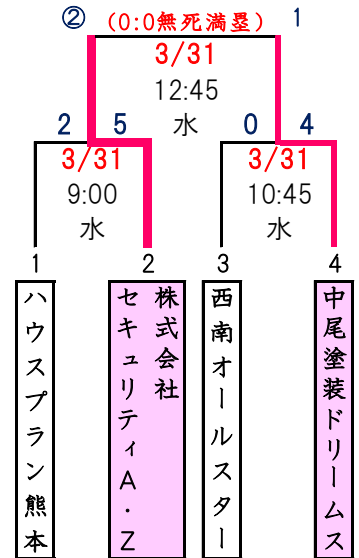 ② (0:0無死満塁) 1
3/31
12:45
水
2 5 0 4
3/31 3/31
9:00 10:45
水 水
1 2 3 4
ハウスプラン熊本
株式会社
セキュリティA・Z
西南オールスター
中尾塗装ドリームス